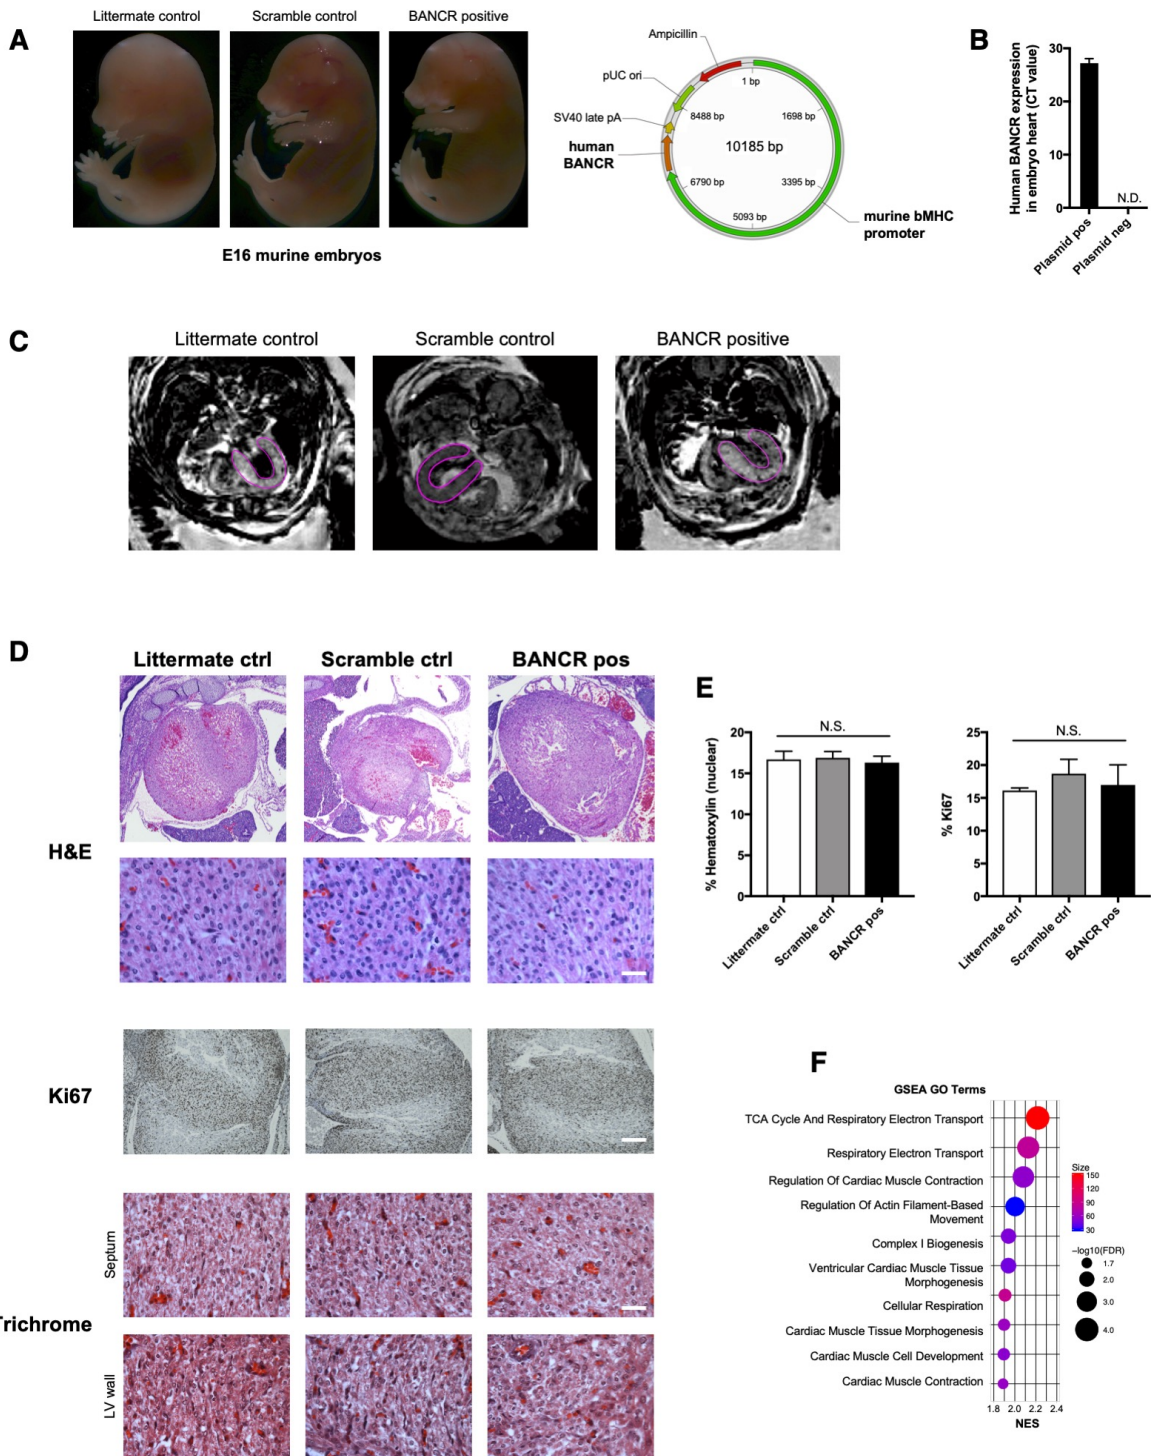 A
Littermate control
Scramble control
BANCR positive
E16 murine embryos
Ampicillin
pUC ori
SV40 late pA
human
BANCR
1 bp
8488 bp
1698 bp
10185 bp
6790 bp
3395 bp
5093 bp
murine bMHC
promoter
B
Human BANCR expression
in embryo heart (CT value)
30
20
10
0
N.D.
Plasmid pos
Plasmid neg
C
Littermate control
Scramble control
BANCR positive
D
Littermate ctrl
Scramble ctrl
BANCR pos
H&E
Ki67
Septum
Trichrome
LV wall
E
% Hematoxylin (nuclear)
20
15
10
5
0
N.S.
Littermate ctrl
Scramble ctrl
BANCR pos
% Ki67
25
20
15
10
5
0
N.S.
Littermate ctrl
Scramble ctrl
BANCR pos
F
GSEA GO Terms
TCA Cycle And Respiratory Electron Transport
Respiratory Electron Transport
Regulation Of Cardiac Muscle Contraction
Regulation Of Actin Filament-Based
Movement
Complex I Biogenesis
Ventricular Cardiac Muscle Tissue
Morphogenesis
Cellular Respiration
Cardiac Muscle Tissue Morphogenesis
Cardiac Muscle Cell Development
Cardiac Muscle Contraction
1.8 2.0 2.2 2.4
NES
Size
150
120
90
60
30
−log10(FDR)
1.7
2.0
3.0
4.0